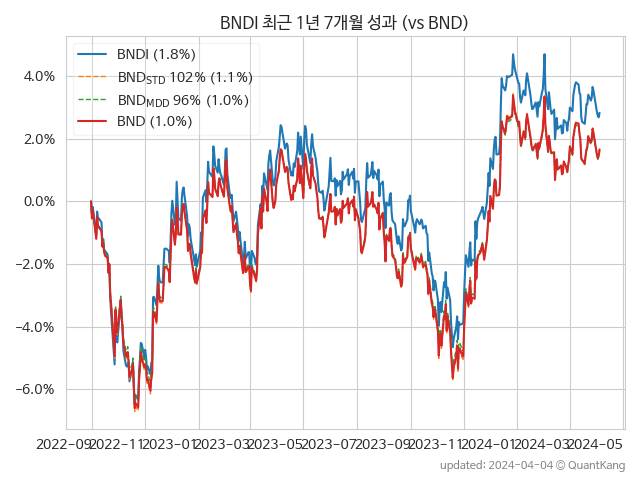 BNDI 최근 1년 7개월 성과 (vs BND)
BNDI (1.8%)
BND_STD 102% (1.1%)
BND_MDD 96% (1.0%)
BND (1.0%)
4.0%
2.0%
0.0%
−2.0%
−4.0%
−6.0%
2022-09 2022-11 2023-01 2023-03 2023-05 2023-07 2023-09 2023-11 2024-01 2024-03 2024-05
updated: 2024-04-04 © QuantKang